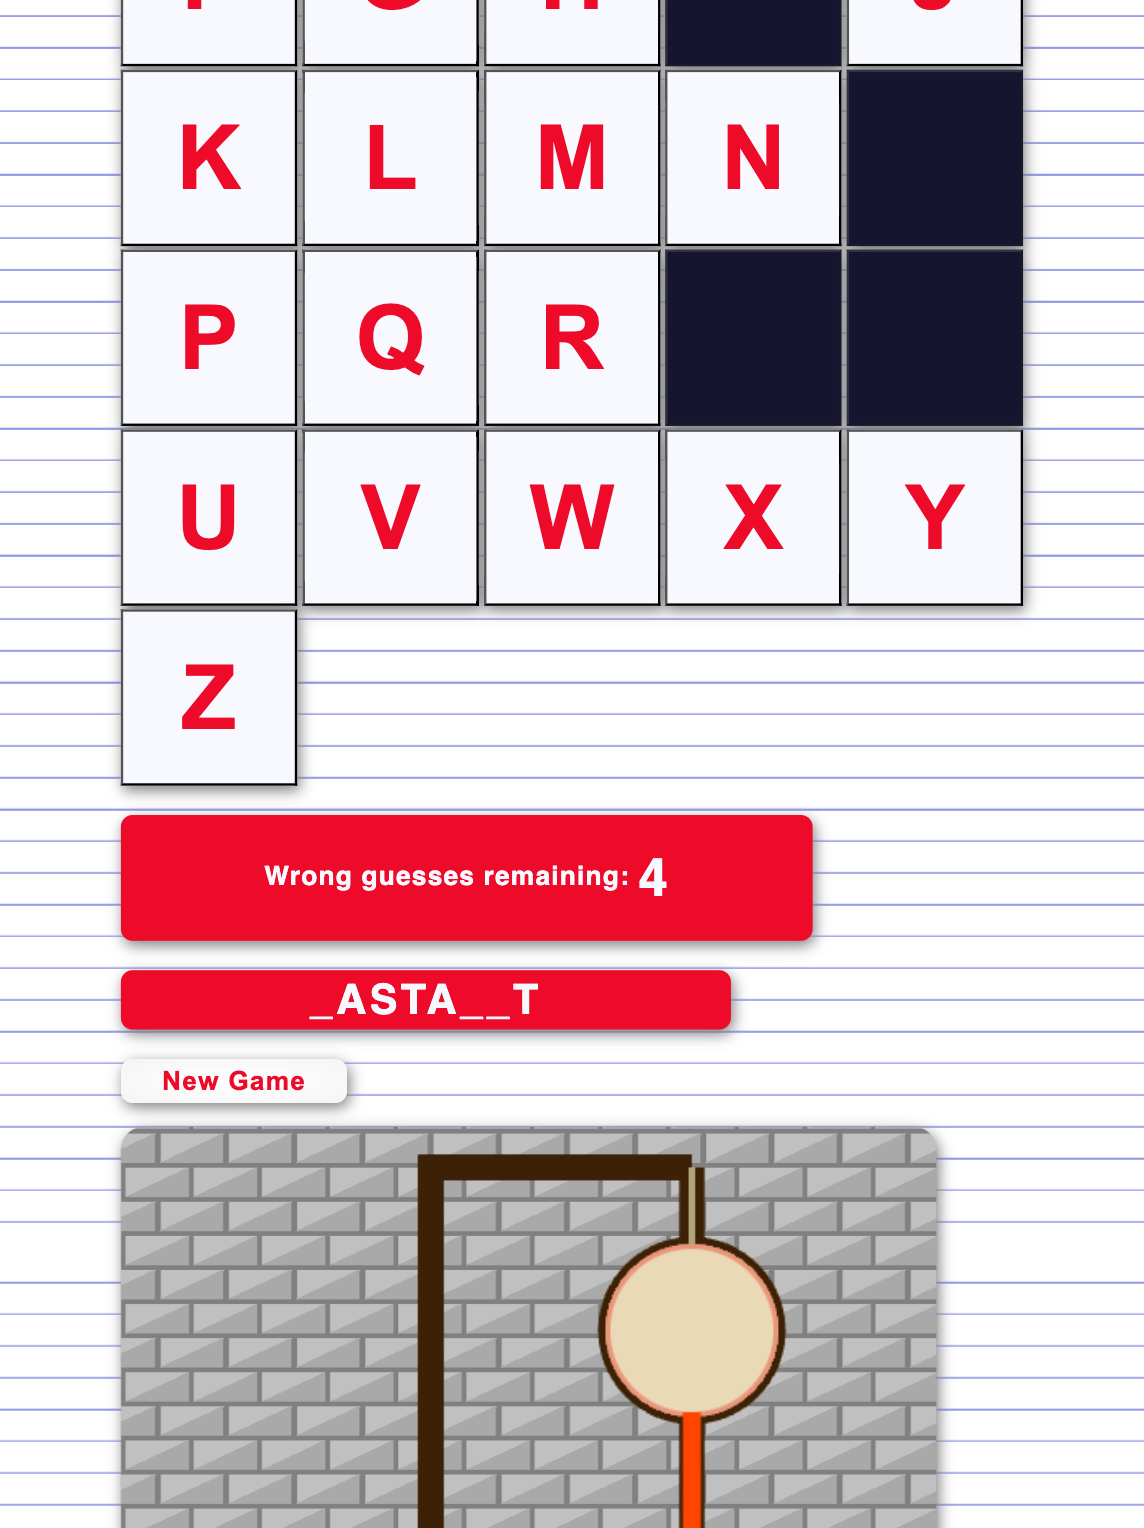 K L M N
P Q R
U V W X Y
Z
Wrong guesses remaining: 4
_ASTA__T
New Game